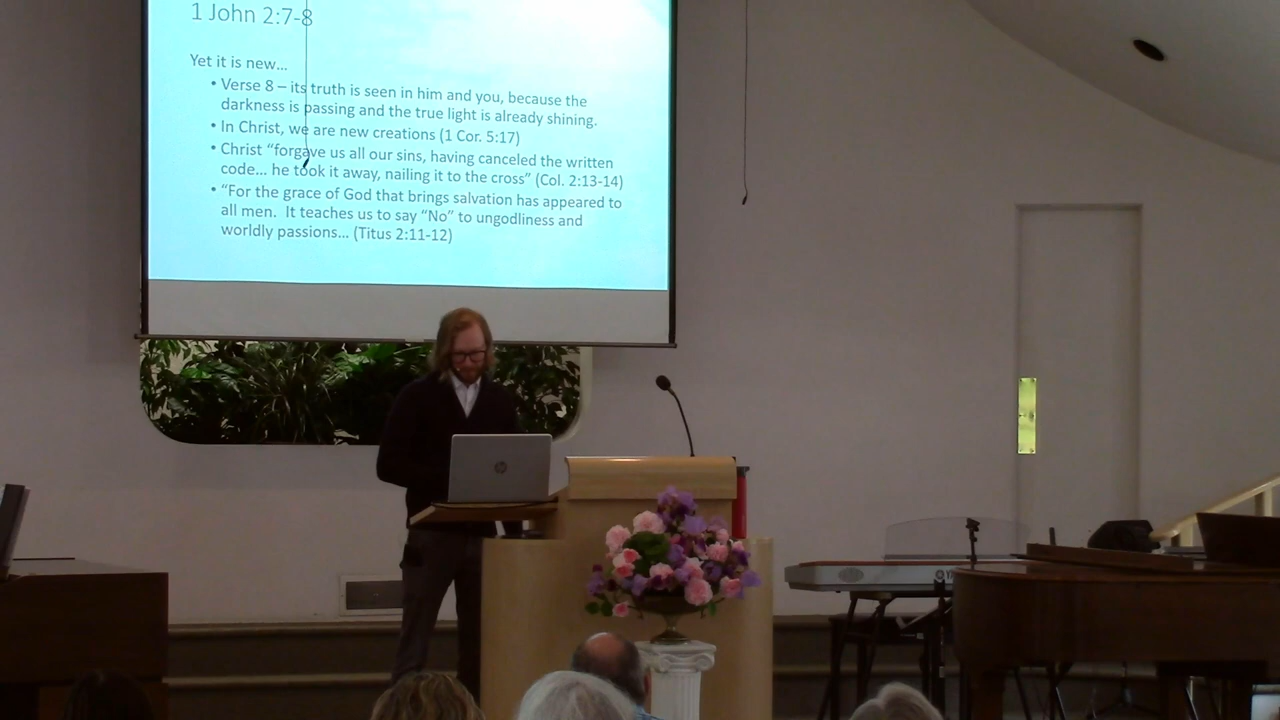 1 John 2:7-8
Yet it is new...
• Verse 8 – its truth is seen in him and you, because the
darkness is passing and the true light is already shining.
• In Christ, we are new creations (1 Cor. 5:17)
• Christ “forgave us all our sins, having canceled the written
code... he took it away, nailing it to the cross” (Col. 2:13-14)
• “For the grace of God that brings salvation has appeared to
all men.  It teaches us to say “No” to ungodliness and
worldly passions... (Titus 2:11-12)
hp